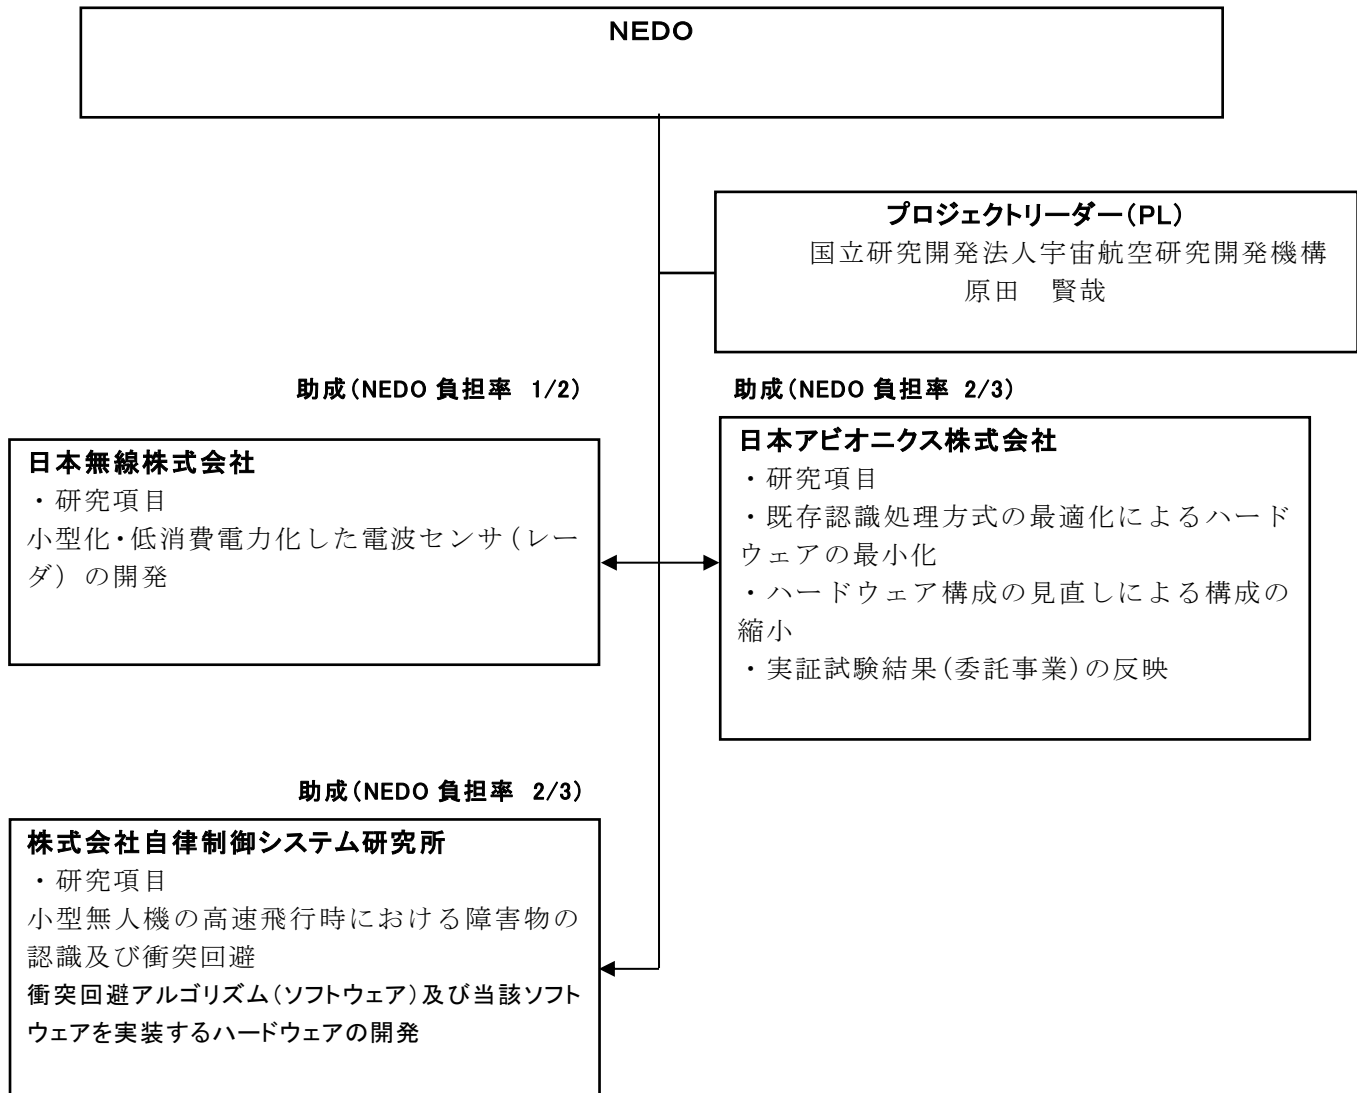 NEDO
プロジェクトリーダー(PL)
国立研究開発法人宇宙航空研究開発機構
原田　賢哉
助成(NEDO 負担率 1/2)
日本無線株式会社
・研究項目
小型化・低消費電力化した電波センサ(レー
ダ) の開発
助成(NEDO 負担率 2/3)
日本アビオニクス株式会社
・研究項目
・既存認識処理方式の最適化によるハード
ウェアの最小化
・ハードウェア構成の見直しによる構成の
縮小
・実証試験結果(委託事業)の反映
助成(NEDO 負担率 2/3)
株式会社自律制御システム研究所
・研究項目
小型無人機の高速飛行時における障害物の
認識及び衝突回避
衝突回避アルゴリズム(ソフトウェア)及び当該ソフト
ウェアを実装するハードウェアの開発